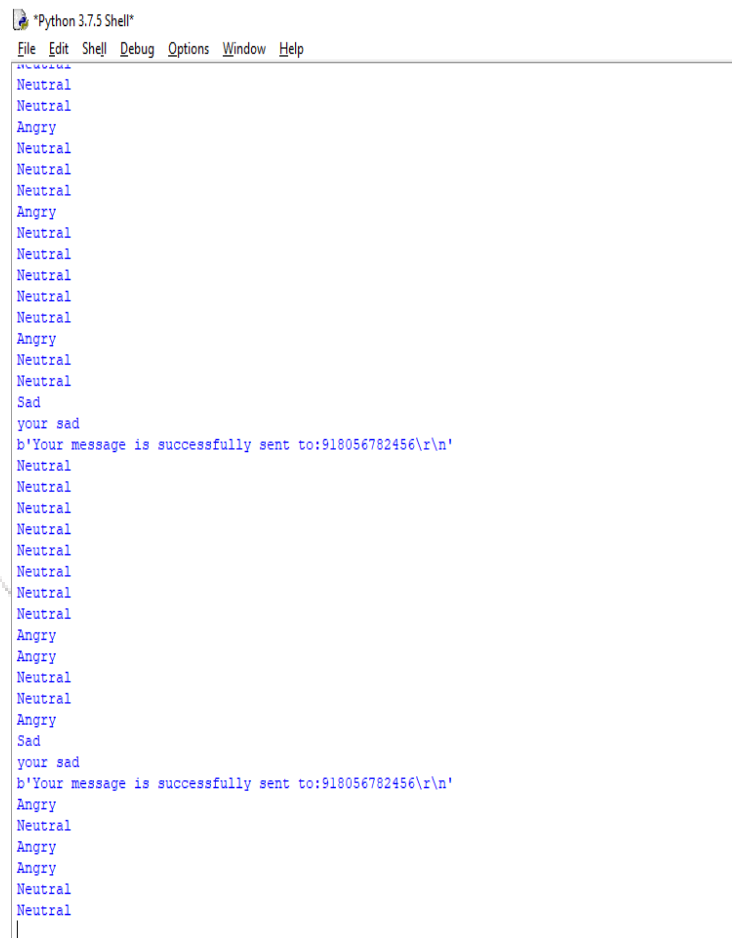 *Python 3.7.5 Shell*
File Edit Shell Debug Options Window Help
Neutral
Neutral
Neutral
Angry
Neutral
Neutral
Neutral
Angry
Neutral
Neutral
Neutral
Neutral
Neutral
Angry
Neutral
Neutral
Sad
your sad
b'Your message is successfully sent to:918056782456\r\n'
Neutral
Neutral
Neutral
Neutral
Neutral
Neutral
Neutral
Neutral
Angry
Angry
Neutral
Neutral
Angry
Sad
your sad
b'Your message is successfully sent to:918056782456\r\n'
Angry
Neutral
Angry
Angry
Neutral
Neutral